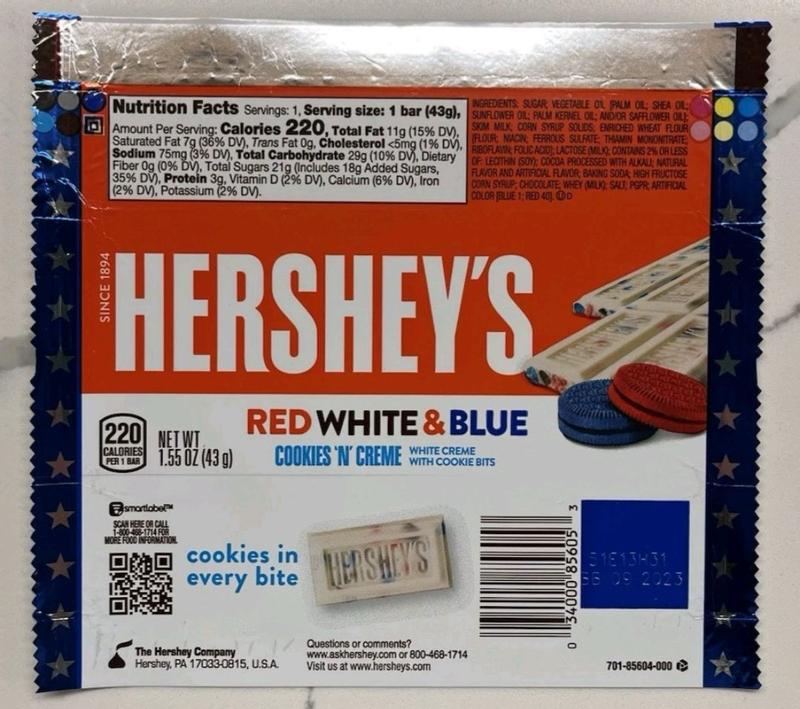 Nutrition Facts Servings: 1, Serving size: 1 bar (43g),
Amount Per Serving: Calories 220, Total Fat 11g (15% DV),
Saturated Fat 7g (36% DV), Trans Fat 0g, Cholesterol <5mg (1% DV),
Sodium 75mg (3% DV), Total Carbohydrate 29g (10% DV), Dietary
Fiber 0g (0% DV), Total Sugars 21g (Includes 18g Added Sugars,
35% DV), Protein 3g, Vitamin D (2% DV), Calcium (6% DV), Iron
(2% DV), Potassium (2% DV).
INGREDIENTS: SUGAR; VEGETABLE OIL [PALM OIL; SHEA OIL;
SUNFLOWER OIL; PALM KERNEL OIL; AND/OR SAFFLOWER OIL];
SKIM MILK; CORN SYRUP SOLIDS; ENRICHED WHEAT FLOUR
(FLOUR; NIACIN; FERROUS SULFATE; THIAMIN MONONITRATE;
RIBOFLAVIN; FOLIC ACID); LACTOSE (MILK); CONTAINS 2% OR LESS
OF: LECITHIN (SOY); COCOA PROCESSED WITH ALKALI; NATURAL
FLAVOR AND ARTIFICIAL FLAVOR; BAKING SODA; HIGH FRUCTOSE
CORN SYRUP; CHOCOLATE; WHEY (MILK); SALT; PGPR; ARTIFICIAL
COLOR [BLUE 1; RED 40]. Ⓤ D
SINCE 1894
HERSHEY'S
RED WHITE & BLUE
COOKIES 'N' CREME
WHITE CREME
WITH COOKIE BITS
220
CALORIES
PER 1 BAR
NET WT
1.55 OZ (43 g)
smartlabel™
SCAN HERE OR CALL
1-800-468-1714 FOR
MORE FOOD INFORMATION.
cookies in
every bite
HERSHEY'S
0 34000 85605 3
51E13H31
56 09 2023
The Hershey Company
Hershey, PA 17033-0815, U.S.A.
Questions or comments?
www.askhershey.com or 800-468-1714
Visit us at www.hersheys.com
701-85604-000